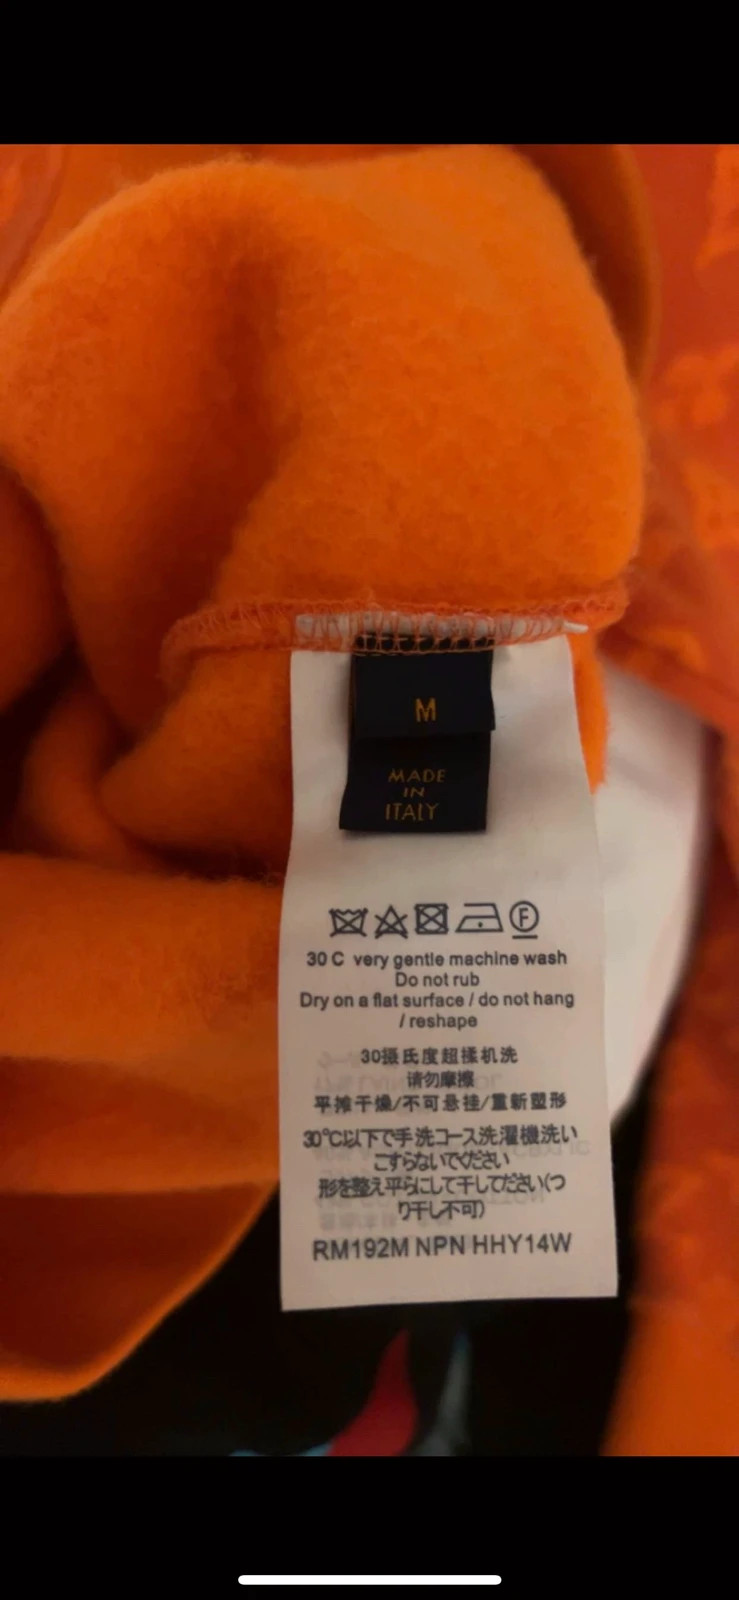 M
MADE
IN
ITALY
F
30 C very gentle machine wash
Do not rub
Dry on a flat surface / do not hang
/ reshape
30摄氏度超揉机洗
请勿摩擦
平摊干燥/不可悬挂/重新塑形
30°C以下で手洗コース洗濯機洗い
こすらないでください
形を整え平らにして干してださい(つ
り干し不可)
RM192M NPN HHY14W